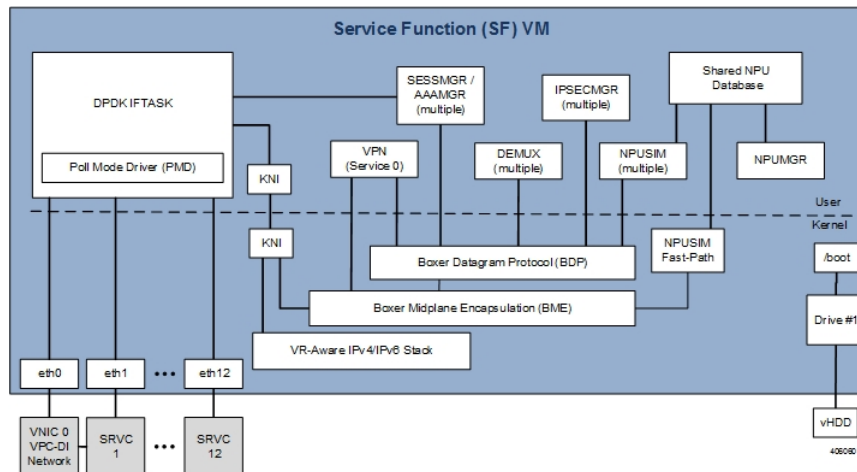 Service Function (SF) VM
DPDK IFTASK
Poll Mode Driver (PMD)
SESSMGR /
AAAMGR
(multiple)
IPSECMGR
(multiple)
Shared NPU
Database
VPN
(Service 0)
DEMUX
(multiple)
NPUSIM
(multiple)
NPUMGR
KNI
User
Kernel
KNI
NPUSIM
Fast-Path
/boot
Boxer Datagram Protocol (BDP)
Boxer Midplane Encapsulation (BME)
Drive #1
VR-Aware IPv4/IPv6 Stack
eth0
eth1
•••
eth12
VNIC 0
VPC-DI
Network
SRVC
1
•••
SRVC
12
vHDD
406060